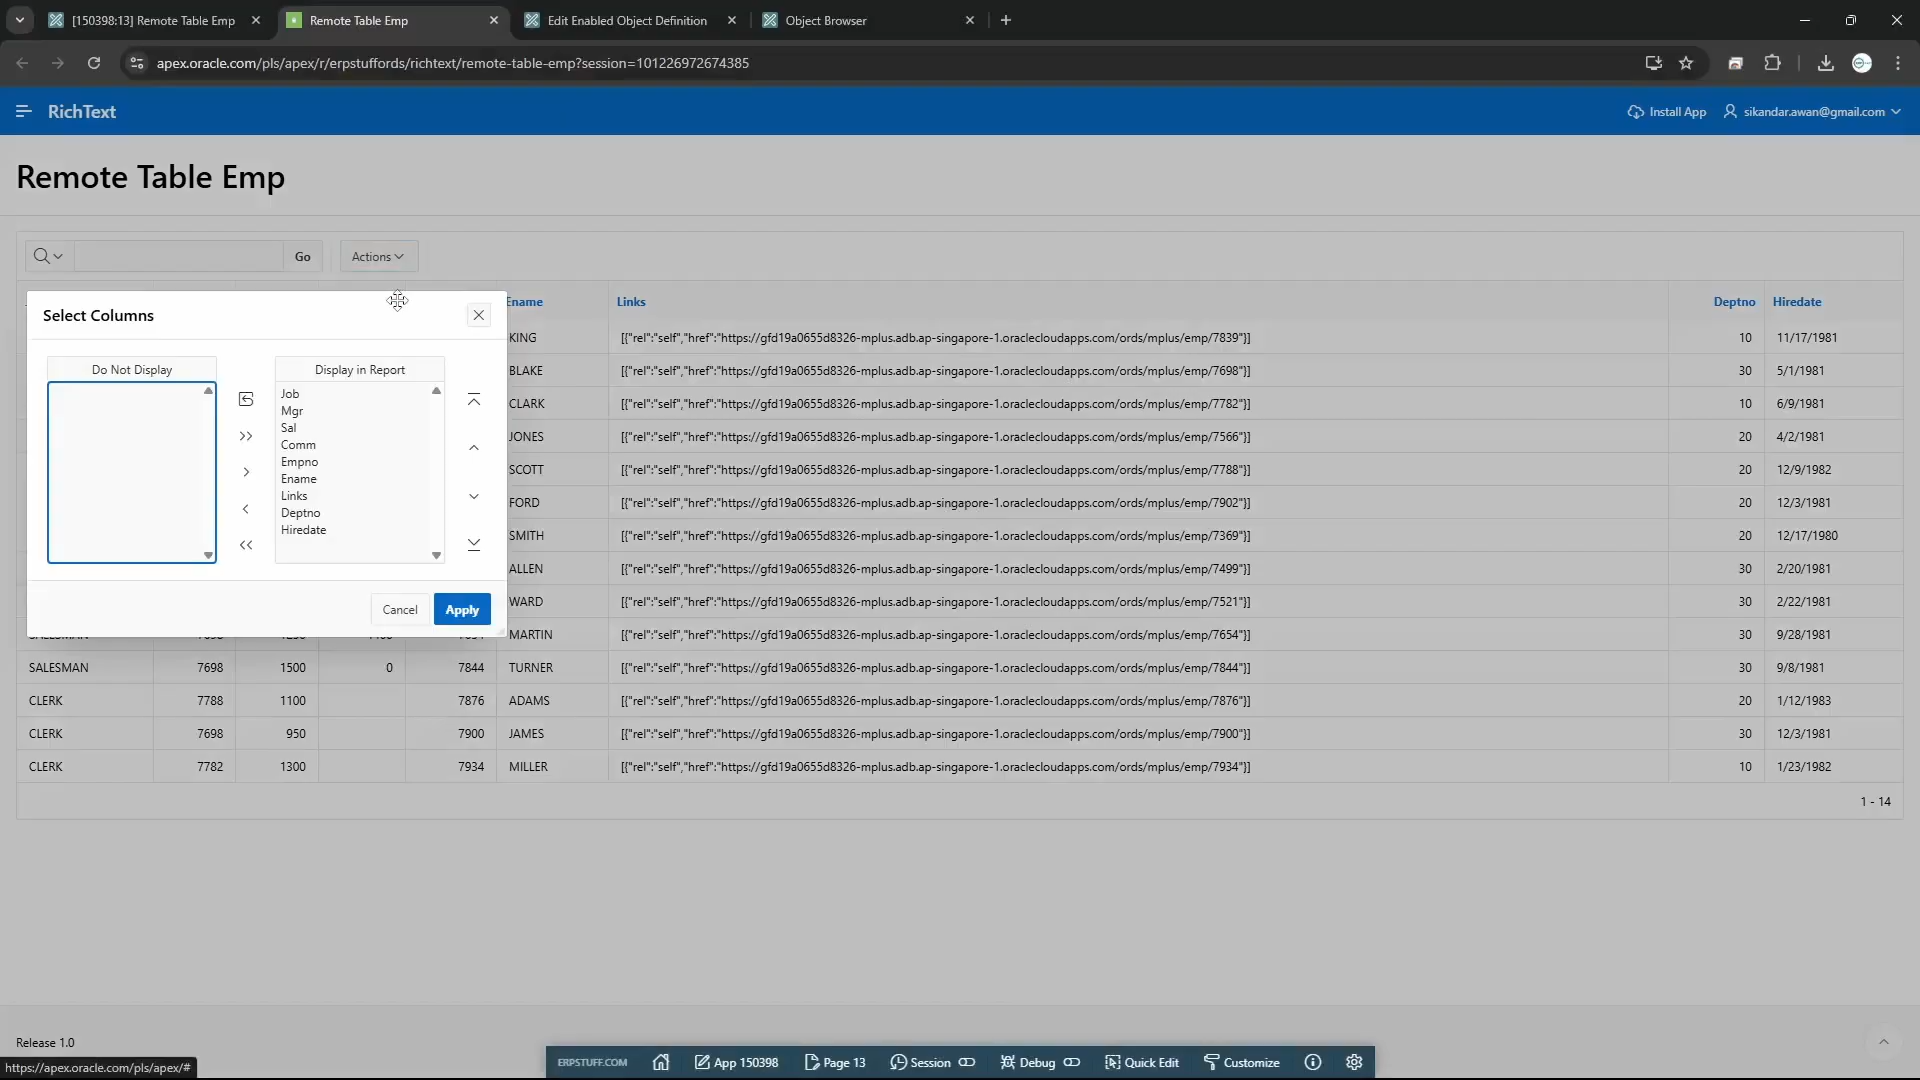 [150398:13] Remote Table Emp
Remote Table Emp
Edit Enabled Object Definition
Object Browser
apex.oracle.com/pls/apex/r/erpstuffords/richtext/remote-table-emp?session=101226972674385
RichText
Install App
sikandar.awan@gmail.com
Remote Table Emp
Go
Actions
Ename Links Deptno Hiredate
Select Columns
Do Not Display
Display in Report
Job
Mgr
Sal
Comm
Empno
Ename
Links
Deptno
Hiredate
Cancel
Apply
KING [{"rel":"self","href":"https://gfd19a0655d8326-mplus.adb.ap-singapore-1.oraclecloudapps.com/ords/mplus/emp/7839"}] 10 11/17/1981
BLAKE [{"rel":"self","href":"https://gfd19a0655d8326-mplus.adb.ap-singapore-1.oraclecloudapps.com/ords/mplus/emp/7698"}] 30 5/1/1981
CLARK [{"rel":"self","href":"https://gfd19a0655d8326-mplus.adb.ap-singapore-1.oraclecloudapps.com/ords/mplus/emp/7782"}] 10 6/9/1981
JONES [{"rel":"self","href":"https://gfd19a0655d8326-mplus.adb.ap-singapore-1.oraclecloudapps.com/ords/mplus/emp/7566"}] 20 4/2/1981
SCOTT [{"rel":"self","href":"https://gfd19a0655d8326-mplus.adb.ap-singapore-1.oraclecloudapps.com/ords/mplus/emp/7788"}] 20 12/9/1982
FORD [{"rel":"self","href":"https://gfd19a0655d8326-mplus.adb.ap-singapore-1.oraclecloudapps.com/ords/mplus/emp/7902"}] 20 12/3/1981
SMITH [{"rel":"self","href":"https://gfd19a0655d8326-mplus.adb.ap-singapore-1.oraclecloudapps.com/ords/mplus/emp/7369"}] 20 12/17/1980
ALLEN [{"rel":"self","href":"https://gfd19a0655d8326-mplus.adb.ap-singapore-1.oraclecloudapps.com/ords/mplus/emp/7499"}] 30 2/20/1981
WARD [{"rel":"self","href":"https://gfd19a0655d8326-mplus.adb.ap-singapore-1.oraclecloudapps.com/ords/mplus/emp/7521"}] 30 2/22/1981
MARTIN [{"rel":"self","href":"https://gfd19a0655d8326-mplus.adb.ap-singapore-1.oraclecloudapps.com/ords/mplus/emp/7654"}] 30 9/28/1981
SALESMAN 7698 1500 0 7844 TURNER [{"rel":"self","href":"https://gfd19a0655d8326-mplus.adb.ap-singapore-1.oraclecloudapps.com/ords/mplus/emp/7844"}] 30 9/8/1981
CLERK 7788 1100 7876 ADAMS [{"rel":"self","href":"https://gfd19a0655d8326-mplus.adb.ap-singapore-1.oraclecloudapps.com/ords/mplus/emp/7876"}] 20 1/12/1983
CLERK 7698 950 7900 JAMES [{"rel":"self","href":"https://gfd19a0655d8326-mplus.adb.ap-singapore-1.oraclecloudapps.com/ords/mplus/emp/7900"}] 30 12/3/1981
CLERK 7782 1300 7934 MILLER [{"rel":"self","href":"https://gfd19a0655d8326-mplus.adb.ap-singapore-1.oraclecloudapps.com/ords/mplus/emp/7934"}] 10 1/23/1982
1 - 14
Release 1.0
https://apex.oracle.com/pls/apex/#
ERPSTUFF.COM App 150398 Page 13 Session Debug Quick Edit Customize